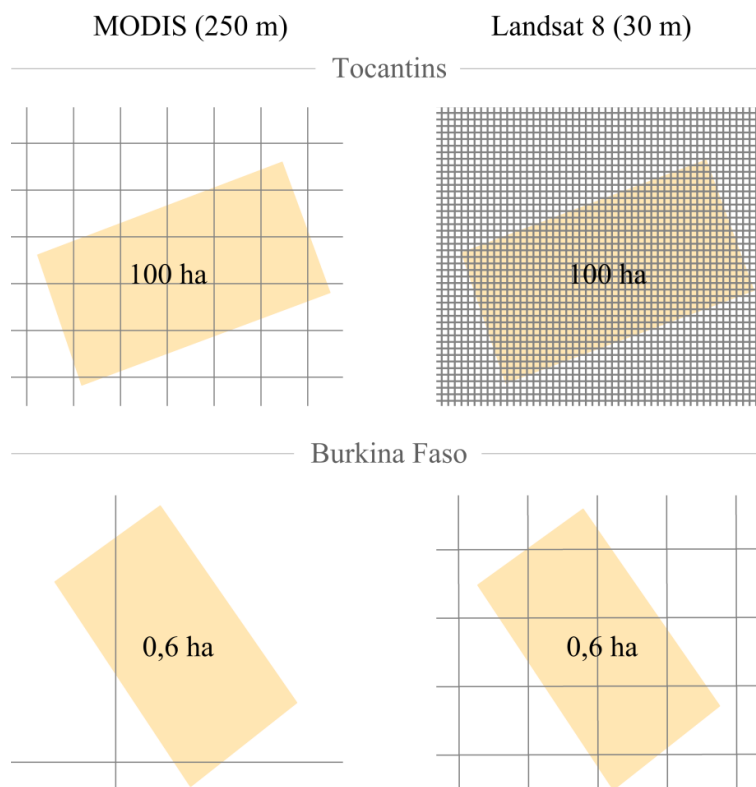 MODIS (250 m)
Landsat 8 (30 m)
Tocantins
100 ha
100 ha
Burkina Faso
0,6 ha
0,6 ha